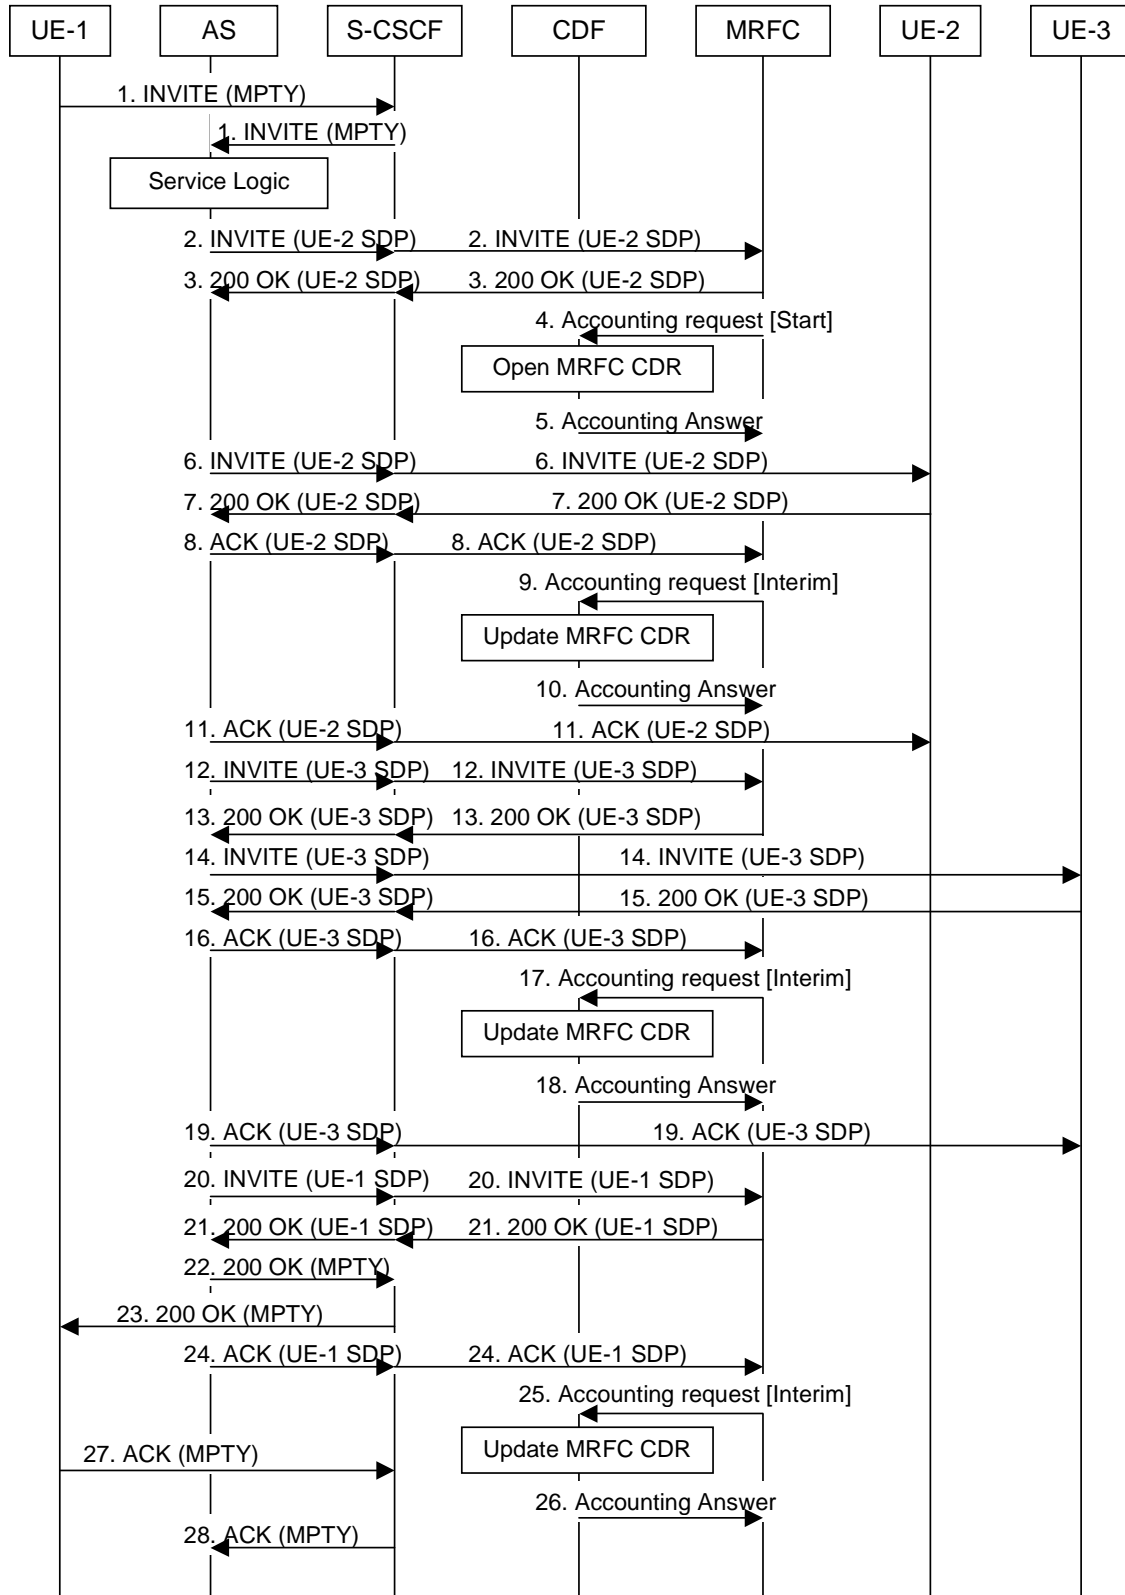 UE-1 AS S-CSCF CDF MRFC UE-2 UE-3
1. INVITE (MPTY)
1. INVITE (MPTY)
Service Logic
2. INVITE (UE-2 SDP) 2. INVITE (UE-2 SDP)
3. 200 OK (UE-2 SDP) 3. 200 OK (UE-2 SDP)
4. Accounting request [Start]
Open MRFC CDR
5. Accounting Answer
6. INVITE (UE-2 SDP) 6. INVITE (UE-2 SDP)
7. 200 OK (UE-2 SDP) 7. 200 OK (UE-2 SDP)
8. ACK (UE-2 SDP) 8. ACK (UE-2 SDP)
9. Accounting request [Interim]
Update MRFC CDR
10. Accounting Answer
11. ACK (UE-2 SDP) 11. ACK (UE-2 SDP)
12. INVITE (UE-3 SDP) 12. INVITE (UE-3 SDP)
13. 200 OK (UE-3 SDP) 13. 200 OK (UE-3 SDP)
14. INVITE (UE-3 SDP) 14. INVITE (UE-3 SDP)
15. 200 OK (UE-3 SDP) 15. 200 OK (UE-3 SDP)
16. ACK (UE-3 SDP) 16. ACK (UE-3 SDP)
17. Accounting request [Interim]
Update MRFC CDR
18. Accounting Answer
19. ACK (UE-3 SDP) 19. ACK (UE-3 SDP)
20. INVITE (UE-1 SDP) 20. INVITE (UE-1 SDP)
21. 200 OK (UE-1 SDP) 21. 200 OK (UE-1 SDP)
22. 200 OK (MPTY)
23. 200 OK (MPTY)
24. ACK (UE-1 SDP) 24. ACK (UE-1 SDP)
25. Accounting request [Interim]
27. ACK (MPTY) Update MRFC CDR
26. Accounting Answer
28. ACK (MPTY)